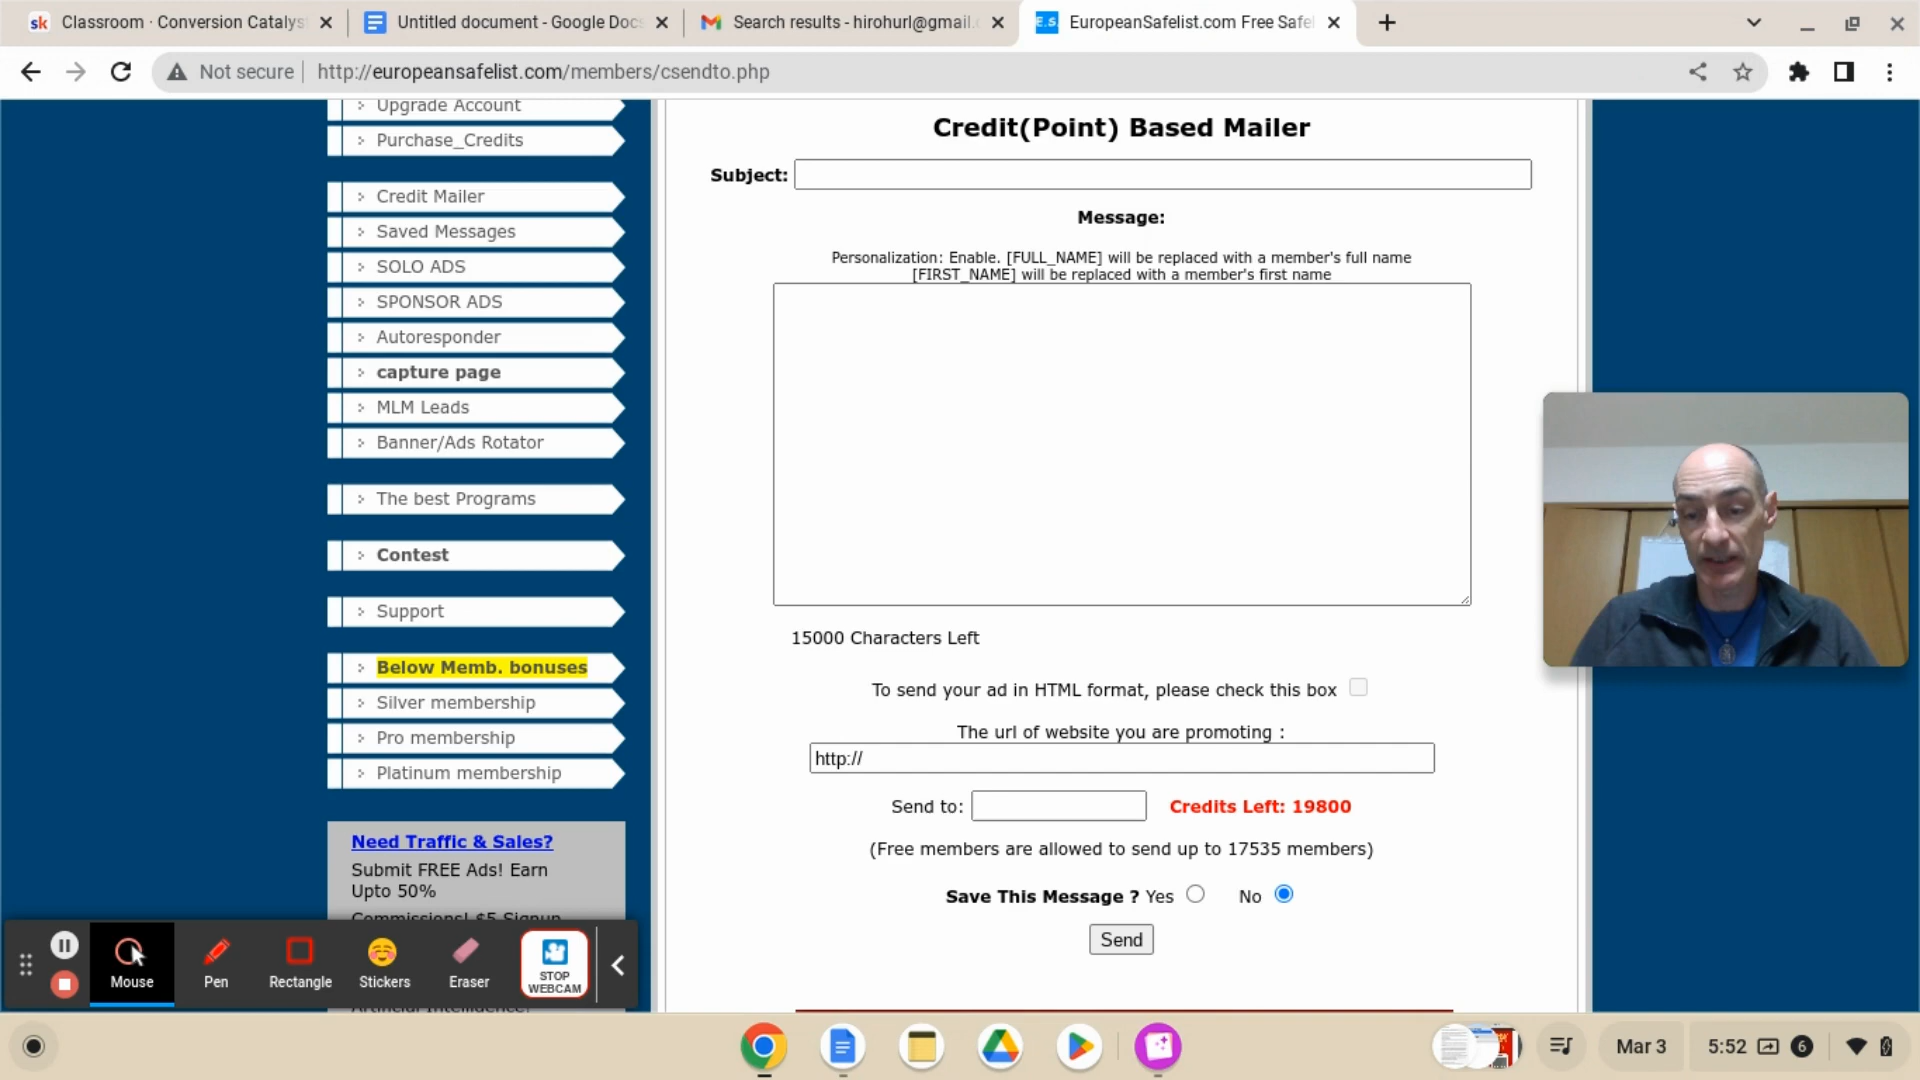 Classroom · Conversion Catalys
Untitled document - Google Doc
Search results - hirohurl@gmail.
E.S. EuropeanSafelist.com Free Safel
Not secure
http://europeansafelist.com/members/csendto.php
Upgrade Account
Purchase_Credits
Credit Mailer
Saved Messages
SOLO ADS
SPONSOR ADS
Autoresponder
capture page
MLM Leads
Banner/Ads Rotator
The best Programs
Contest
Support
Below Memb. bonuses
Silver membership
Pro membership
Platinum membership
Need Traffic & Sales?
Submit FREE Ads! Earn
Upto 50%
Commissions! $5 Signup
Artificial Intelligence!
Credit(Point) Based Mailer
Subject:
Message:
Personalization: Enable. [FULL_NAME] will be replaced with a member's full name
[FIRST_NAME] will be replaced with a member's first name
15000 Characters Left
To send your ad in HTML format, please check this box
The url of website you are promoting :
http://
Send to:
Credits Left: 19800
(Free members are allowed to send up to 17535 members)
Save This Message ? Yes No
Send
Mouse
Pen
Rectangle
Stickers
Eraser
STOP
WEBCAM
Mar 3
5:52
6